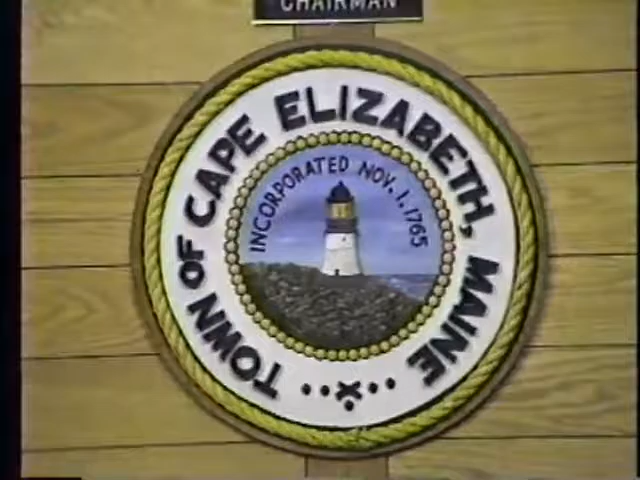 CHAIRMAN
TOWN OF CAPE ELIZABETH, MAINE
INCORPORATED NOV. 1, 1765